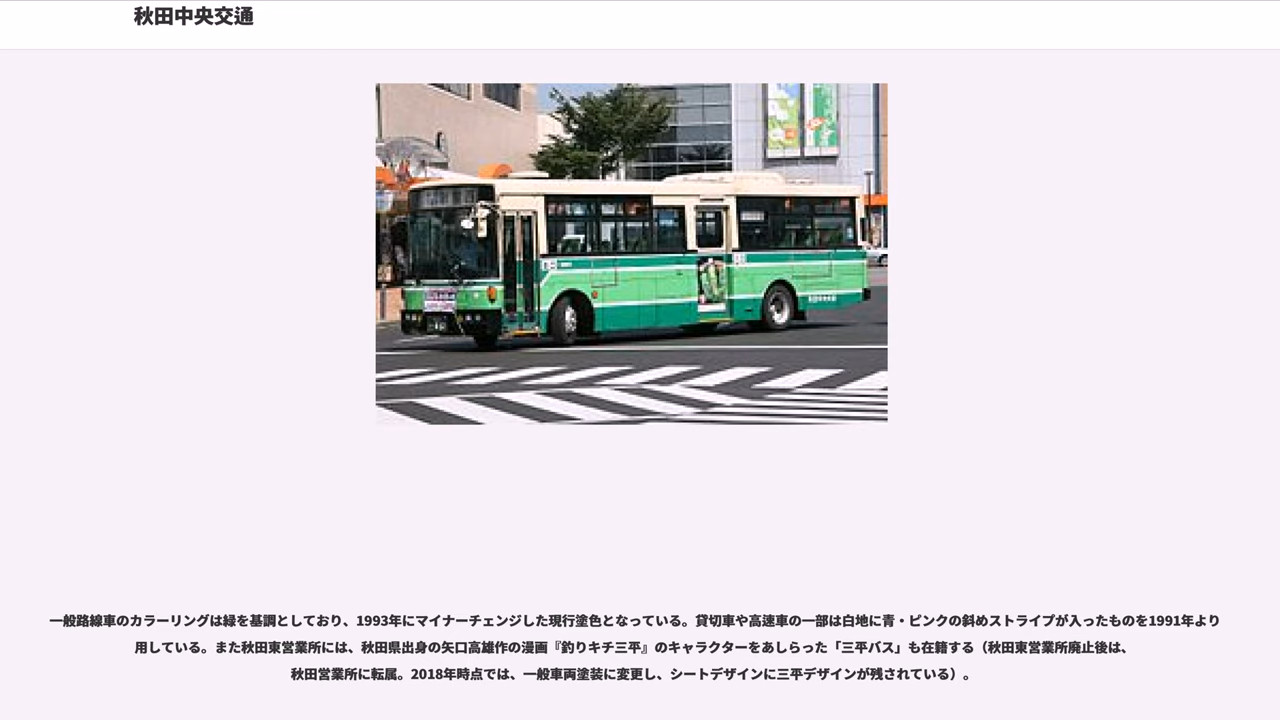 秋田中央交通
一般路線車のカラーリングは緑を基調としており、1993年にマイナーチェンジした現行塗色となっている。貸切車や高速車の一部は白地に青・ピンクの斜めストライプが入ったものを1991年より
用している。また秋田東営業所には、秋田県出身の矢口高雄作の漫画『釣りキチ三平』のキャラクターをあしらった「三平バス」も在籍する（秋田東営業所廃止後は、
秋田営業所に転属。2018年時点では、一般車両塗装に変更し、シートデザインに三平デザインが残されている）。